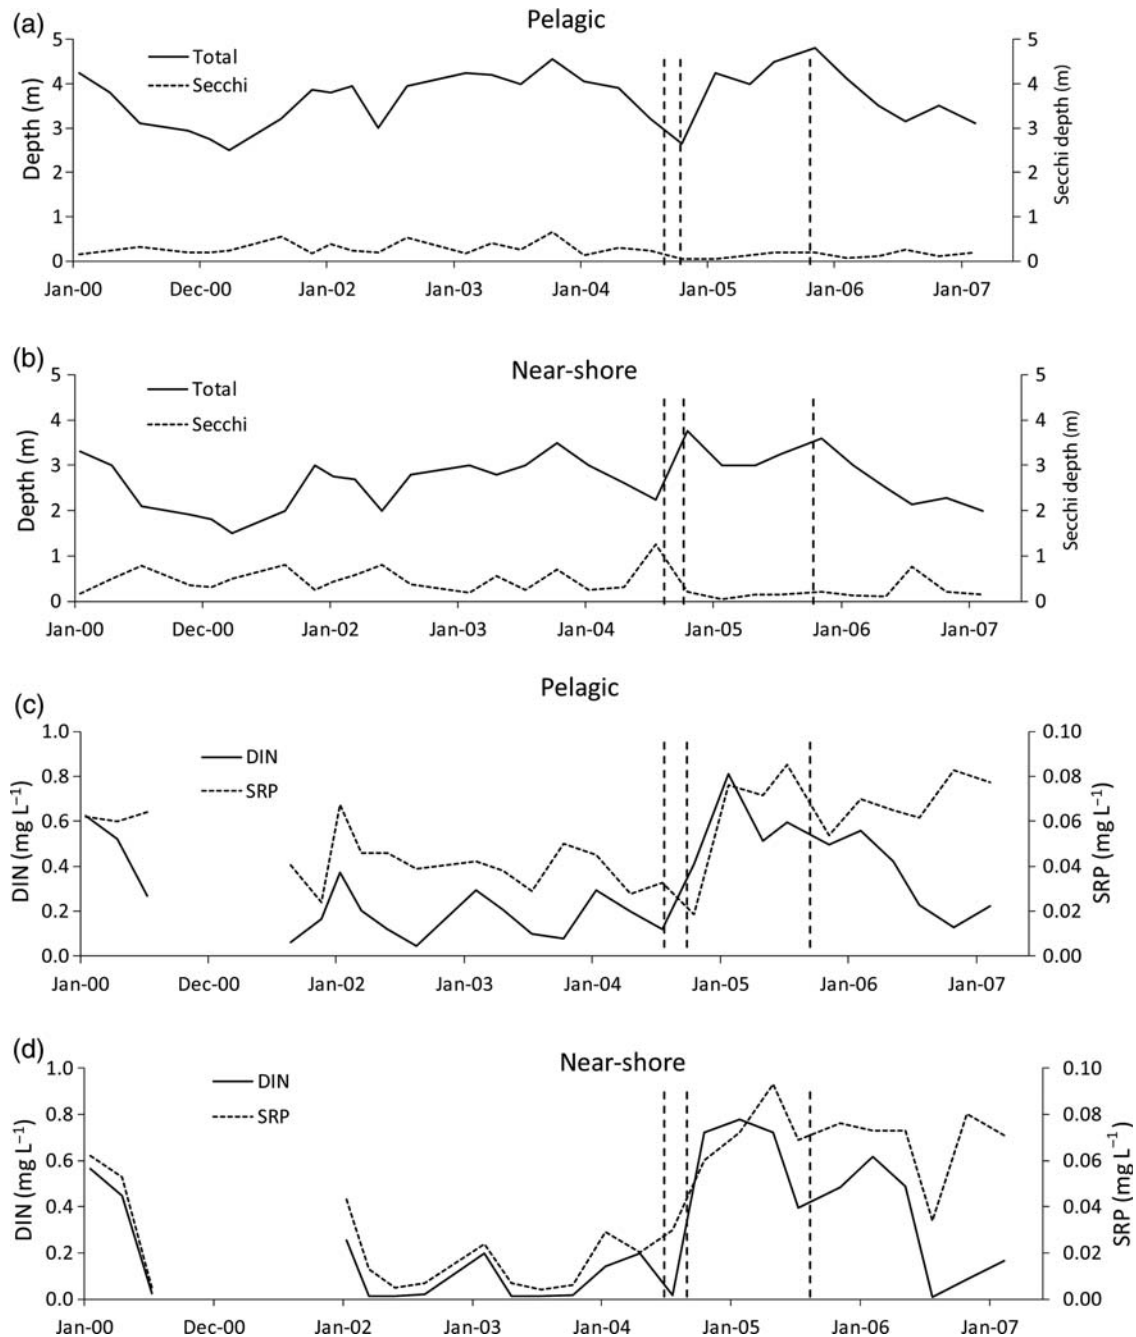 (a)
Pelagic
Total
Secchi
Depth (m)
5
4
3
2
1
0
Secchi depth (m)
5
4
3
2
1
0
Jan-00 Dec-00 Jan-02 Jan-03 Jan-04 Jan-05 Jan-06 Jan-07
(b)
Near-shore
Total
Secchi
Depth (m)
5
4
3
2
1
0
Secchi depth (m)
5
4
3
2
1
0
Jan-00 Dec-00 Jan-02 Jan-03 Jan-04 Jan-05 Jan-06 Jan-07
(c)
Pelagic
DIN
SRP
DIN (mg L⁻¹)
1.0
0.8
0.6
0.4
0.2
0.0
SRP (mg L⁻¹)
0.10
0.08
0.06
0.04
0.02
0.00
Jan-00 Dec-00 Jan-02 Jan-03 Jan-04 Jan-05 Jan-06 Jan-07
(d)
Near-shore
DIN
SRP
DIN (mg L⁻¹)
1.0
0.8
0.6
0.4
0.2
0.0
SRP (mg L⁻¹)
0.10
0.08
0.06
0.04
0.02
0.00
Jan-00 Dec-00 Jan-02 Jan-03 Jan-04 Jan-05 Jan-06 Jan-07